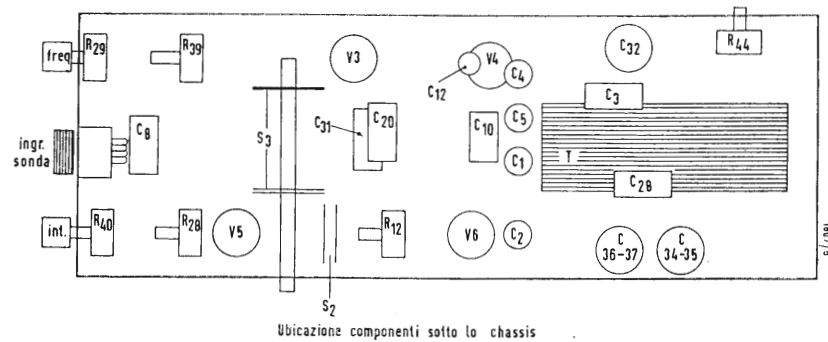 freq
R29
R39
V3
V4
C12
C4
C32
R44
ingr.
sonda
C8
S3
C31
C20
C10
C5
C1
C3
T
C28
int.
R40
R28
V5
R12
V6
C2
C
36-37
C
34-35
S2
Ubicazione componenti sotto lo chassis